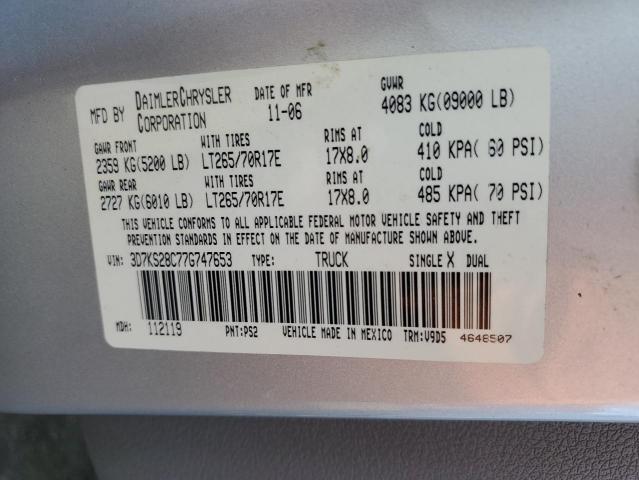 MFD BY DAIMLERCHRYSLER CORPORATION DATE OF MFR 11-06 GVWR 4083 KG(09000 LB)
GAWR FRONT WITH TIRES RIMS AT COLD
2359 KG(5200 LB) LT265/70R17E 17X8.0 410 KPA( 60 PSI)
GAWR REAR WITH TIRES RIMS AT COLD
2727 KG(6010 LB) LT265/70R17E 17X8.0 485 KPA( 70 PSI)
THIS VEHICLE CONFORMS TO ALL APPLICABLE FEDERAL MOTOR VEHICLE SAFETY AND THEFT
PREVENTION STANDARDS IN EFFECT ON THE DATE OF MANUFACTURE SHOWN ABOVE.
VIN: 3D7KS28C77G747653 TYPE: TRUCK SINGLE X DUAL
MDH: 112119 PNT:PS2 VEHICLE MADE IN MEXICO TRM:V9D5 4648507